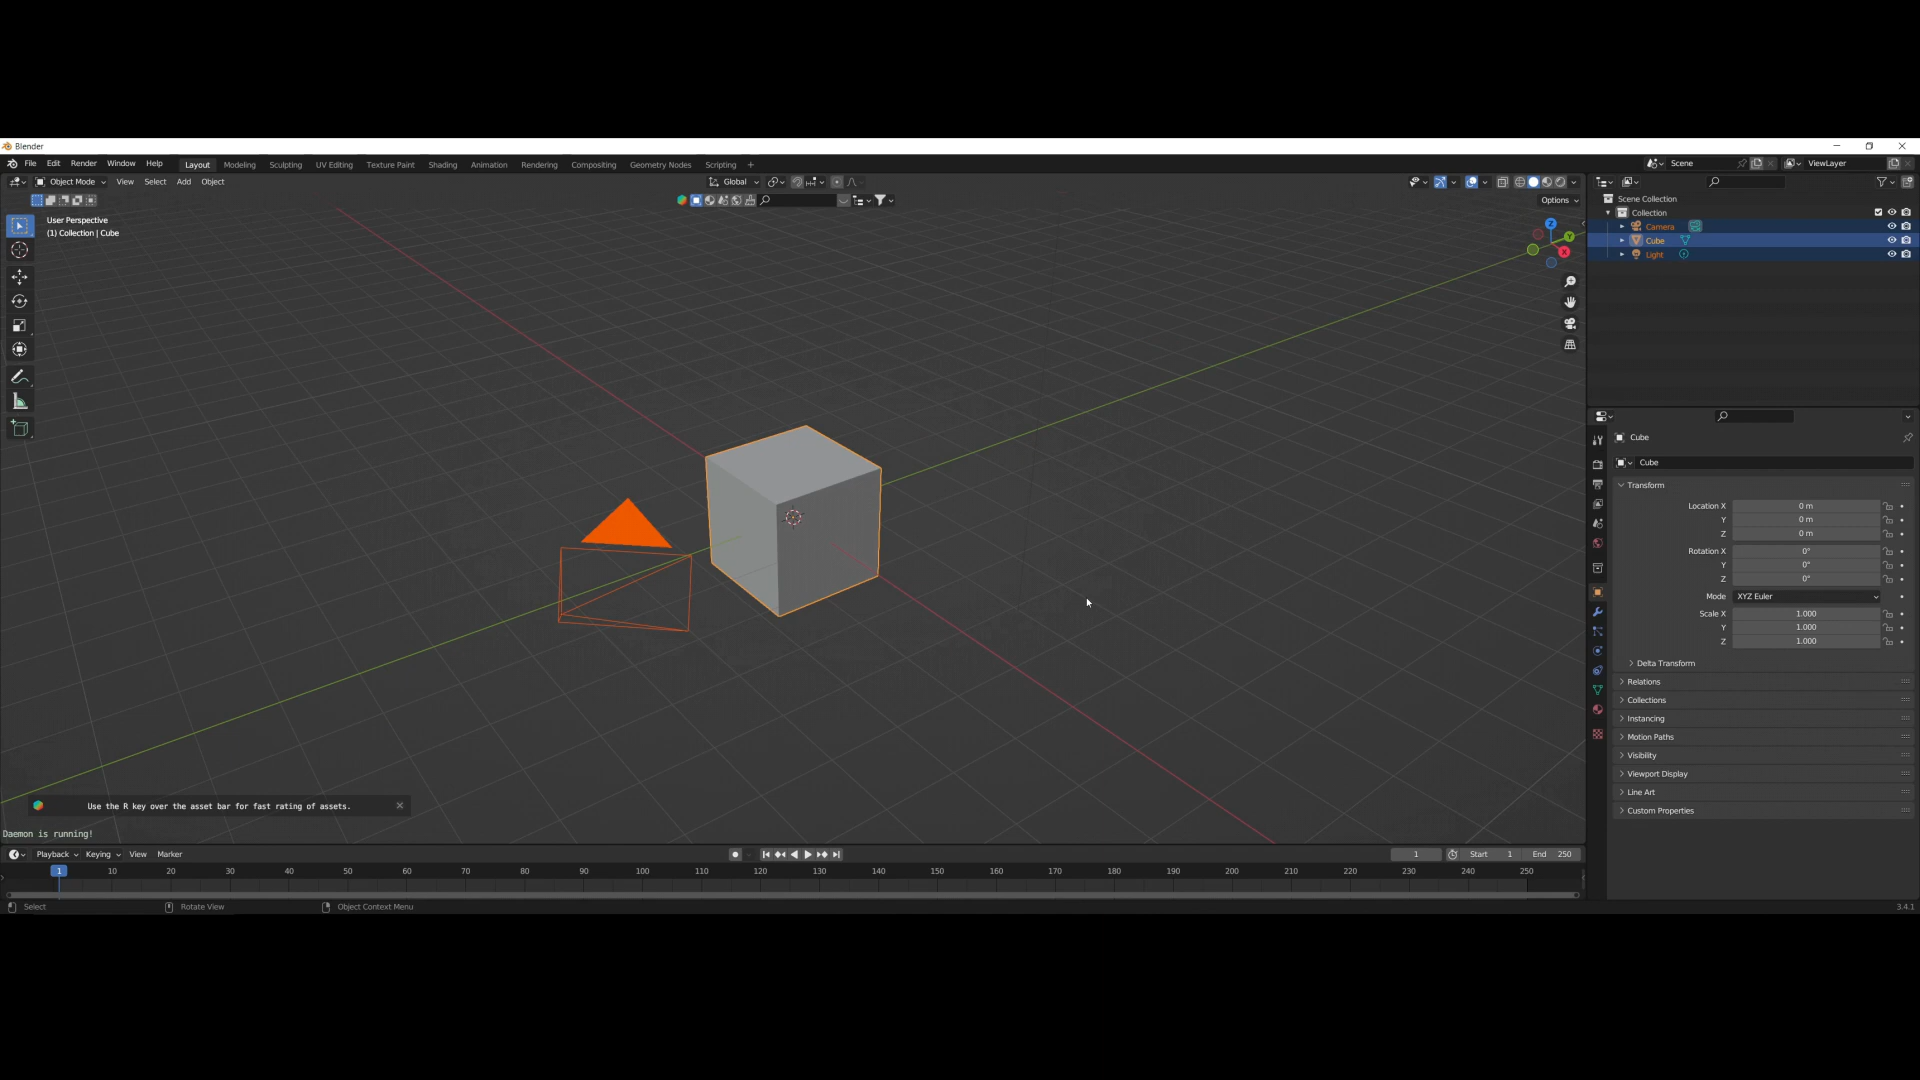 Blender
File Edit Render Window Help Layout Modeling Sculpting UV Editing Texture Paint Shading Animation Rendering Compositing Geometry Nodes Scripting + Scene ViewLayer
Object Mode View Select Add Object Global
Options
User Perspective
(1) Collection | Cube
Z
Y
X
Scene Collection
Collection
Camera
Cube
Light
Cube
Cube
Transform
Location X 0 m
Y 0 m
Z 0 m
Rotation X 0°
Y 0°
Z 0°
Mode XYZ Euler
Scale X 1.000
Y 1.000
Z 1.000
Delta Transform
Relations
Collections
Instancing
Motion Paths
Visibility
Viewport Display
Line Art
Custom Properties
Use the R key over the asset bar for fast rating of assets.
Daemon is running!
Playback Keying View Marker 1 Start 1 End 250
1 10 20 30 40 50 60 70 80 90 100 110 120 130 140 150 160 170 180 190 200 210 220 230 240 250
Select Rotate View Object Context Menu 3.4.1